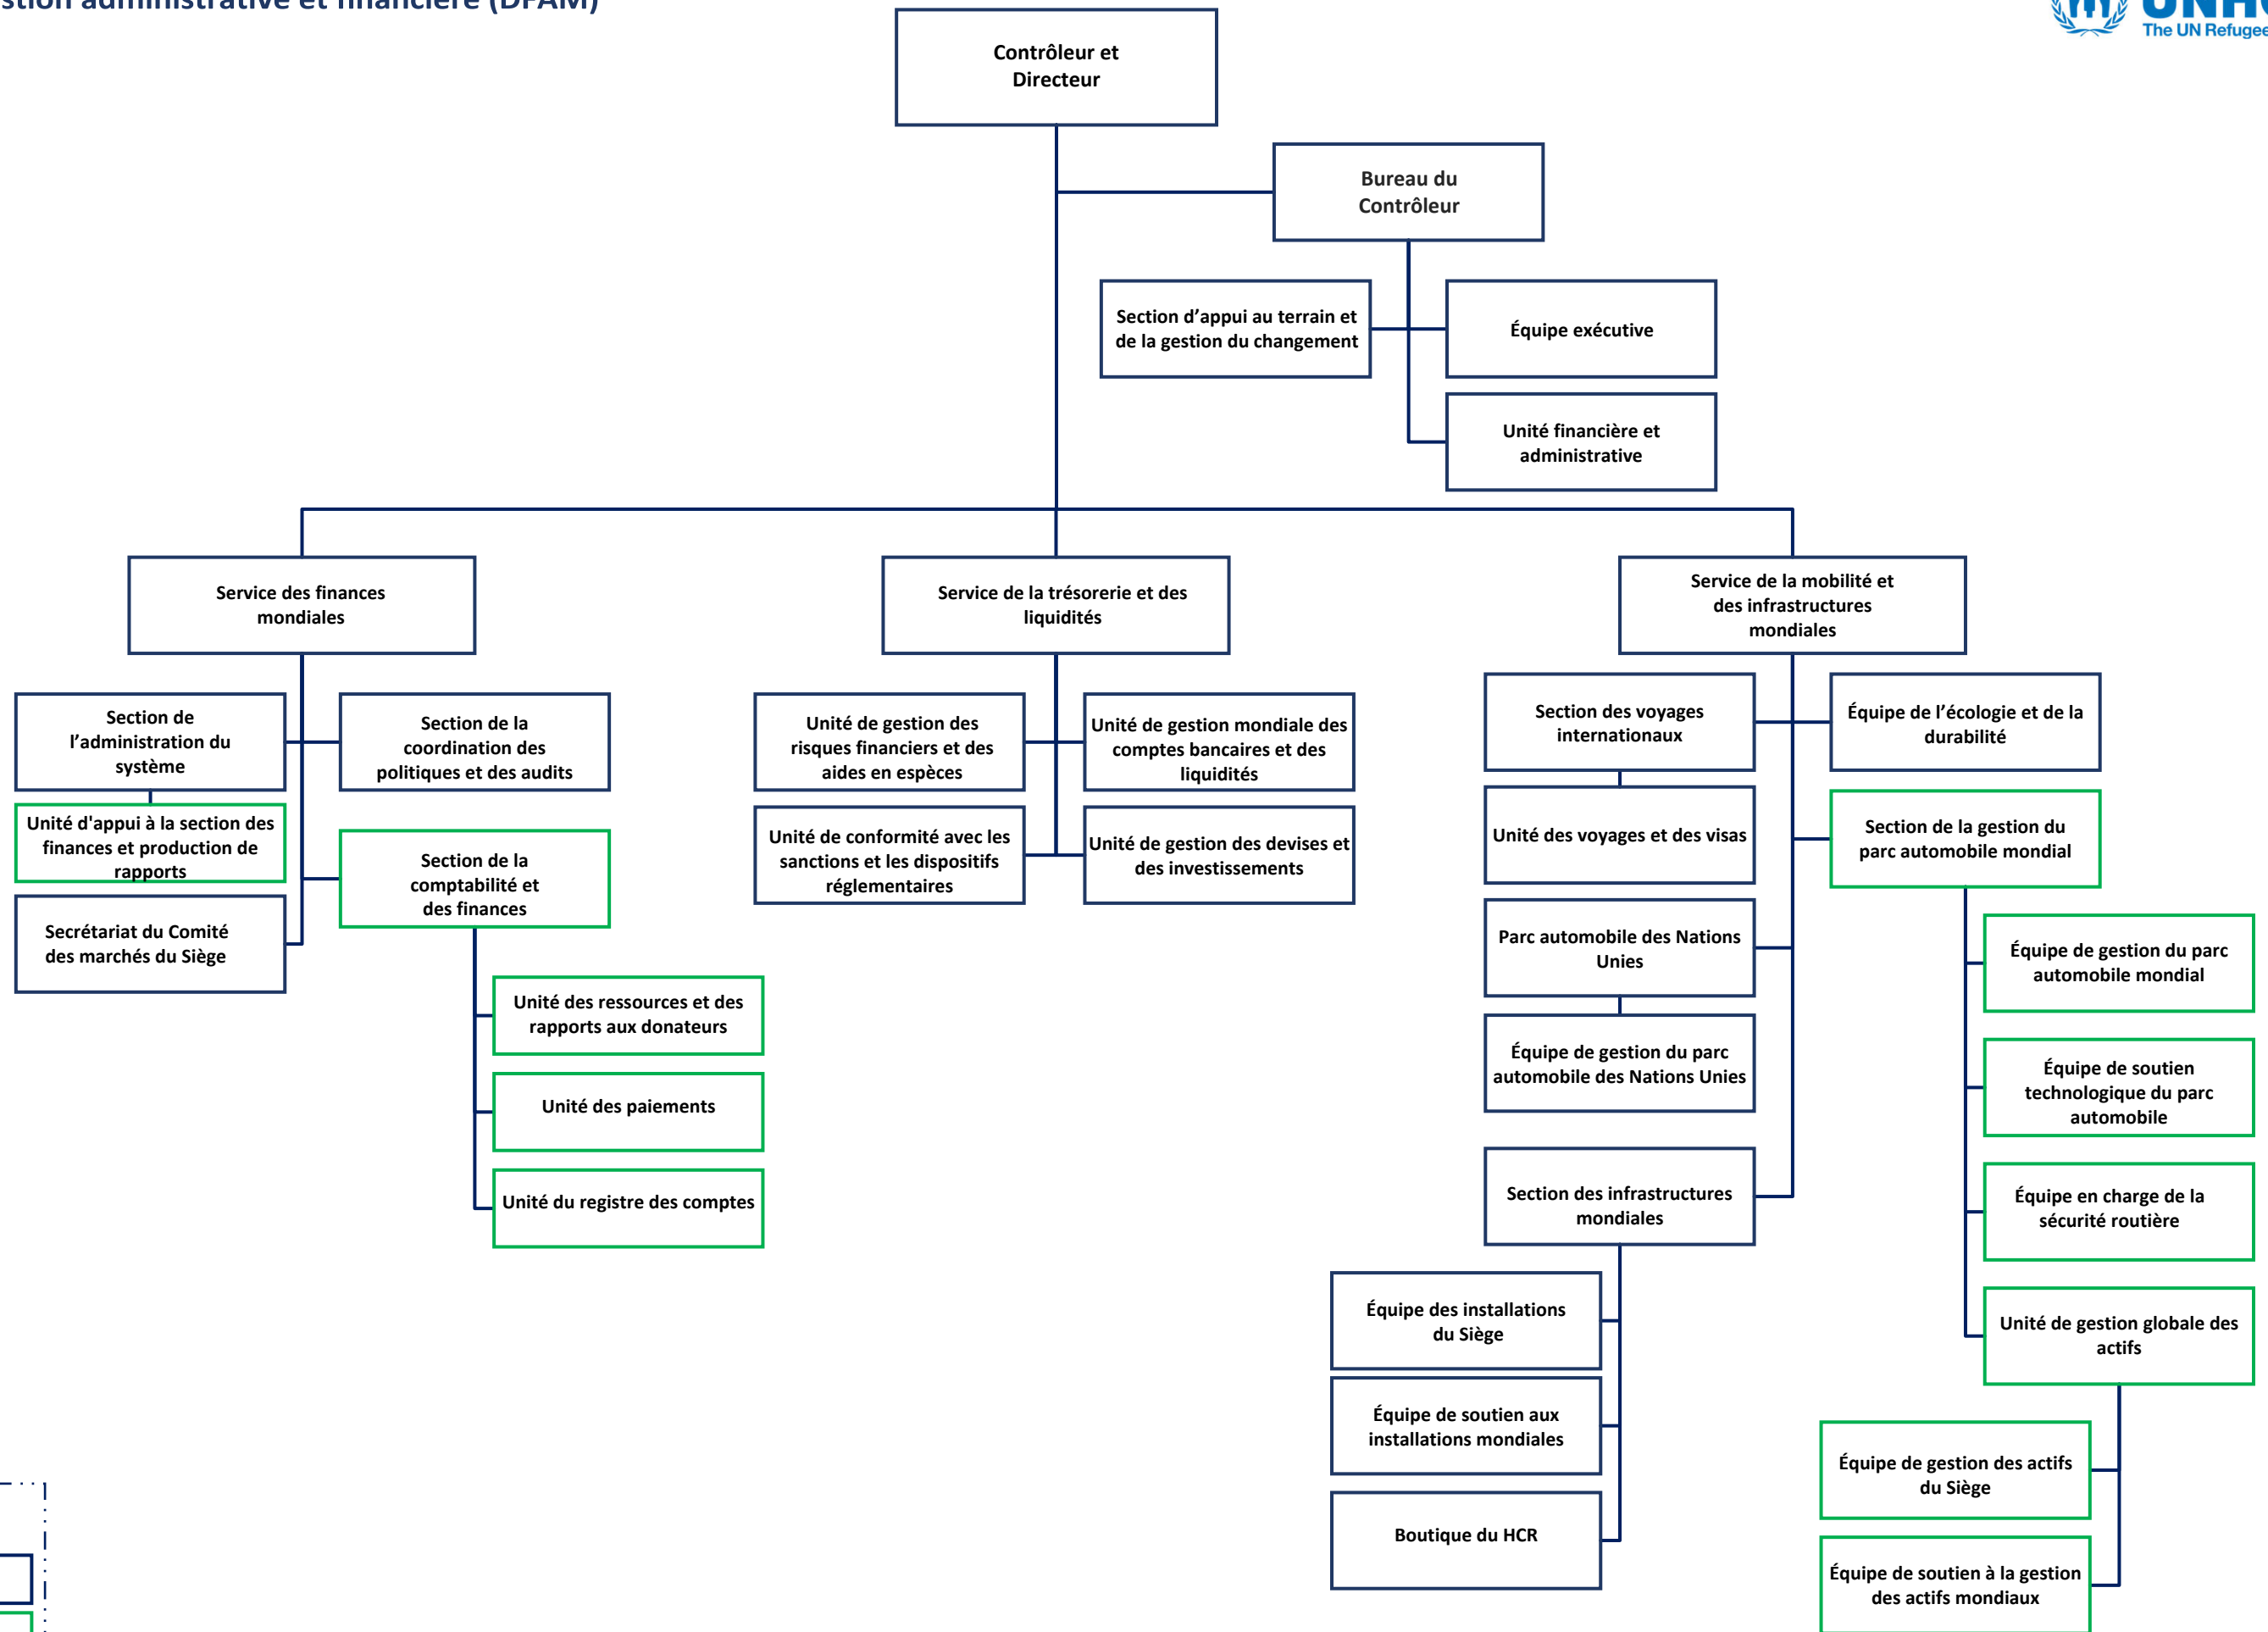 administrative et financière (DFAM)
The UN
Contrôleur et
Directeur
Bureau du
Contrôleur
Section d’appui au terrain et
de la gestion du changement
Équipe exécutive
Unité financière et
administrative
Service des finances
mondiales
Service de la trésorerie et des
liquidités
Service de la mobilité et
des infrastructures
mondiales
Section de
l’administration du
système
Section de la
coordination des
politiques et des audits
Unité d'appui à la section des
finances et production de
rapports
Section de la
comptabilité et
des finances
Secrétariat du Comité
des marchés du Siège
Unité des ressources et des
rapports aux donateurs
Unité des paiements
Unité du registre des comptes
Unité de gestion des
risques financiers et des
aides en espèces
Unité de gestion mondiale des
comptes bancaires et des
liquidités
Unité de conformité avec les
sanctions et les dispositifs
réglementaires
Unité de gestion des devises et
des investissements
Section des voyages
internationaux
Équipe de l’écologie et de la
durabilité
Unité des voyages et des visas
Section de la gestion du
parc automobile mondial
Parc automobile des Nations
Unies
Équipe de gestion du parc
automobile mondial
Équipe de gestion du parc
automobile des Nations Unies
Équipe de soutien
technologique du parc
automobile
Section des infrastructures
mondiales
Équipe en charge de la
sécurité routière
Équipe des installations
du Siège
Unité de gestion globale des
actifs
Équipe de soutien aux
installations mondiales
Équipe de gestion des actifs
du Siège
Boutique du HCR
Équipe de soutien à la gestion
des actifs mondiaux